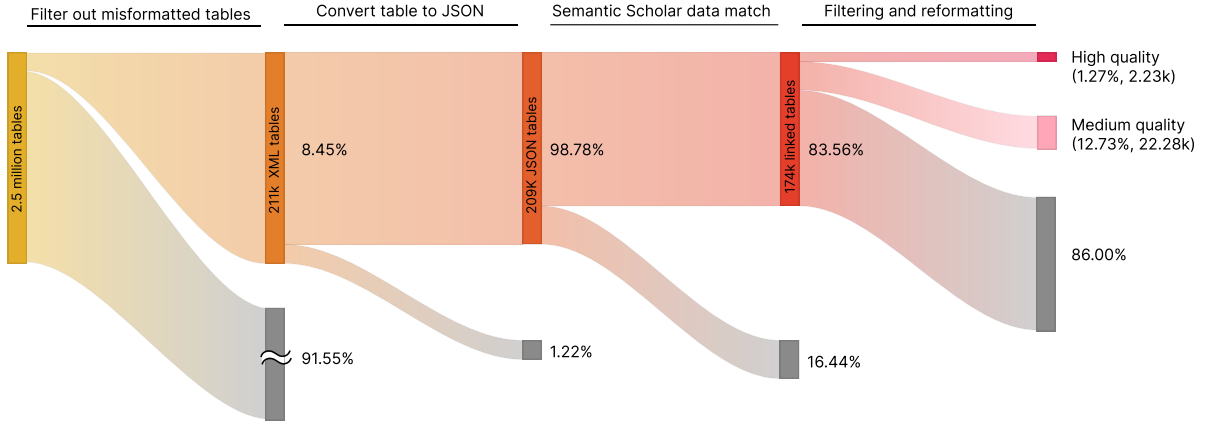 Filter out misformatted tables
Convert table to JSON
Semantic Scholar data match
Filtering and reformatting
2.5 million tables
211k XML tables
209K JSON tables
174k linked tables
8.45%
98.78%
83.56%
91.55%
1.22%
16.44%
High quality
(1.27%, 2.23k)
Medium quality
(12.73%, 22.28k)
86.00%